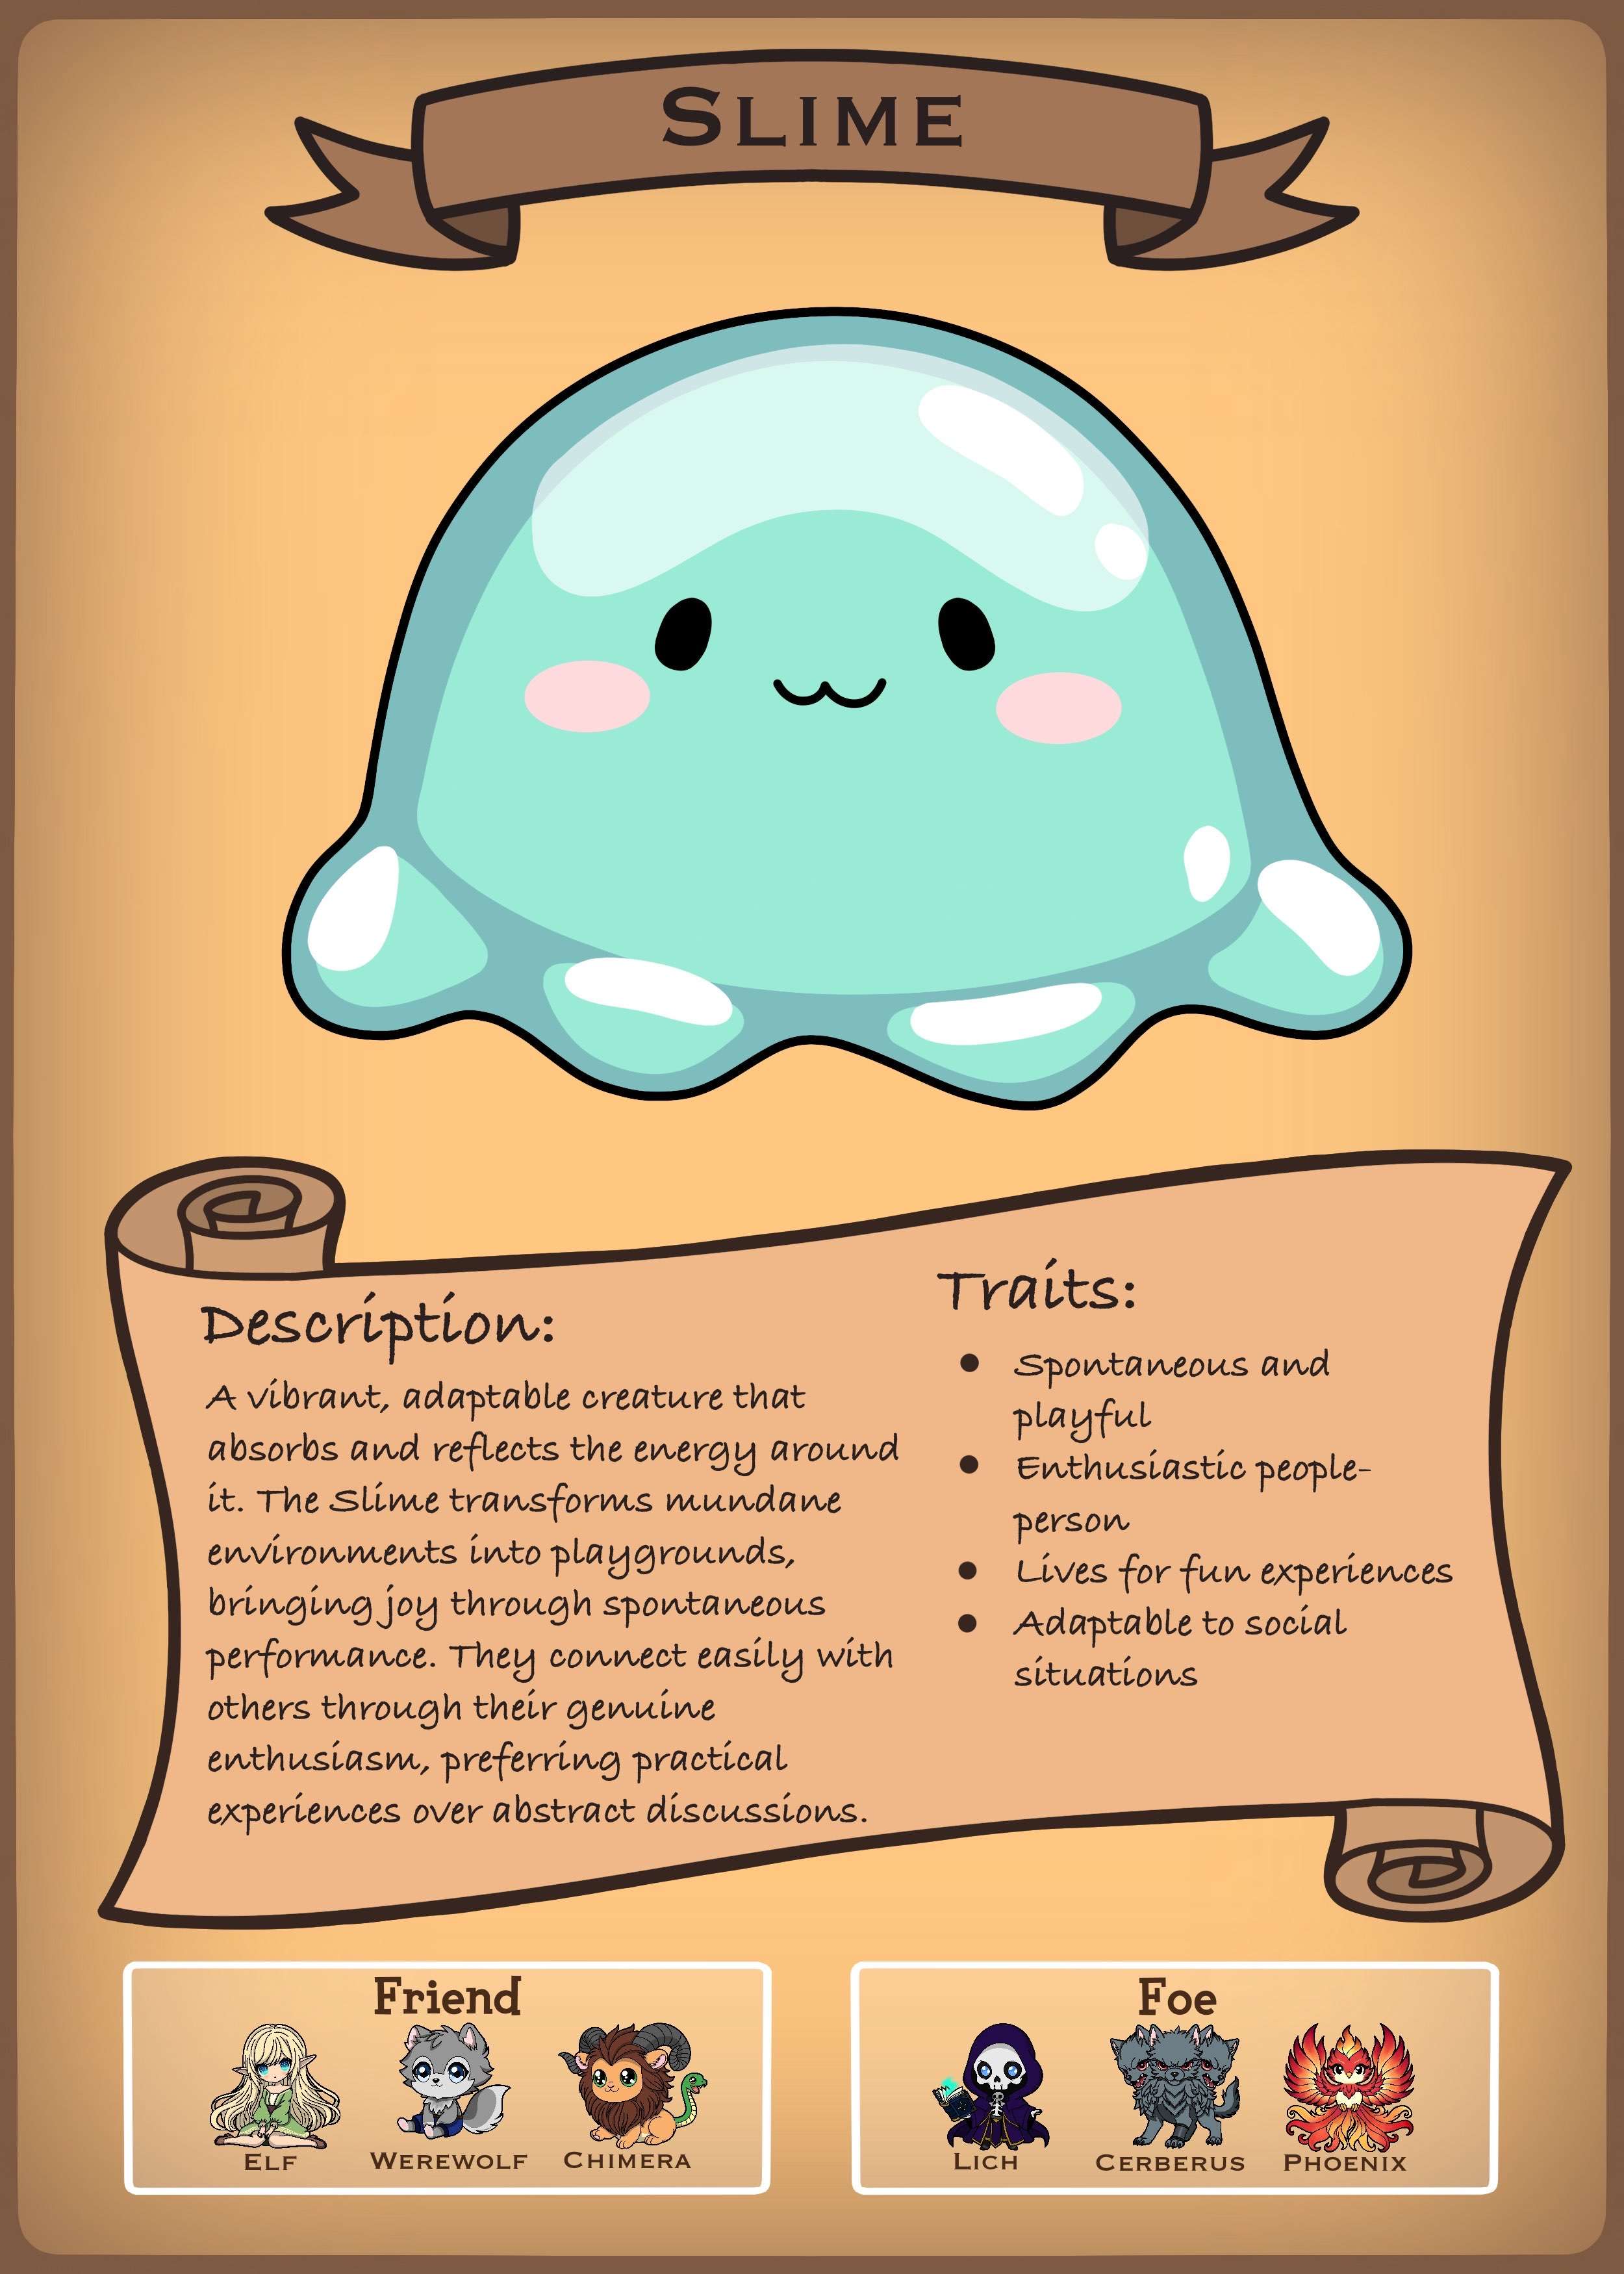 SLIME
Description:
A vibrant, adaptable creature that
absorbs and reflects the energy around
it. The Slime transforms mundane
environments into playgrounds,
bringing joy through spontaneous
performance. They connect easily with
others through their genuine
enthusiasm, preferring practical
experiences over abstract discussions.
Traits:
● Spontaneous and
playful
● Enthusiastic people-
person
● Lives for fun experiences
● Adaptable to social
situations
Friend
ELF WEREWOLF CHIMERA
Foe
LICH CERBERUS PHOENIX